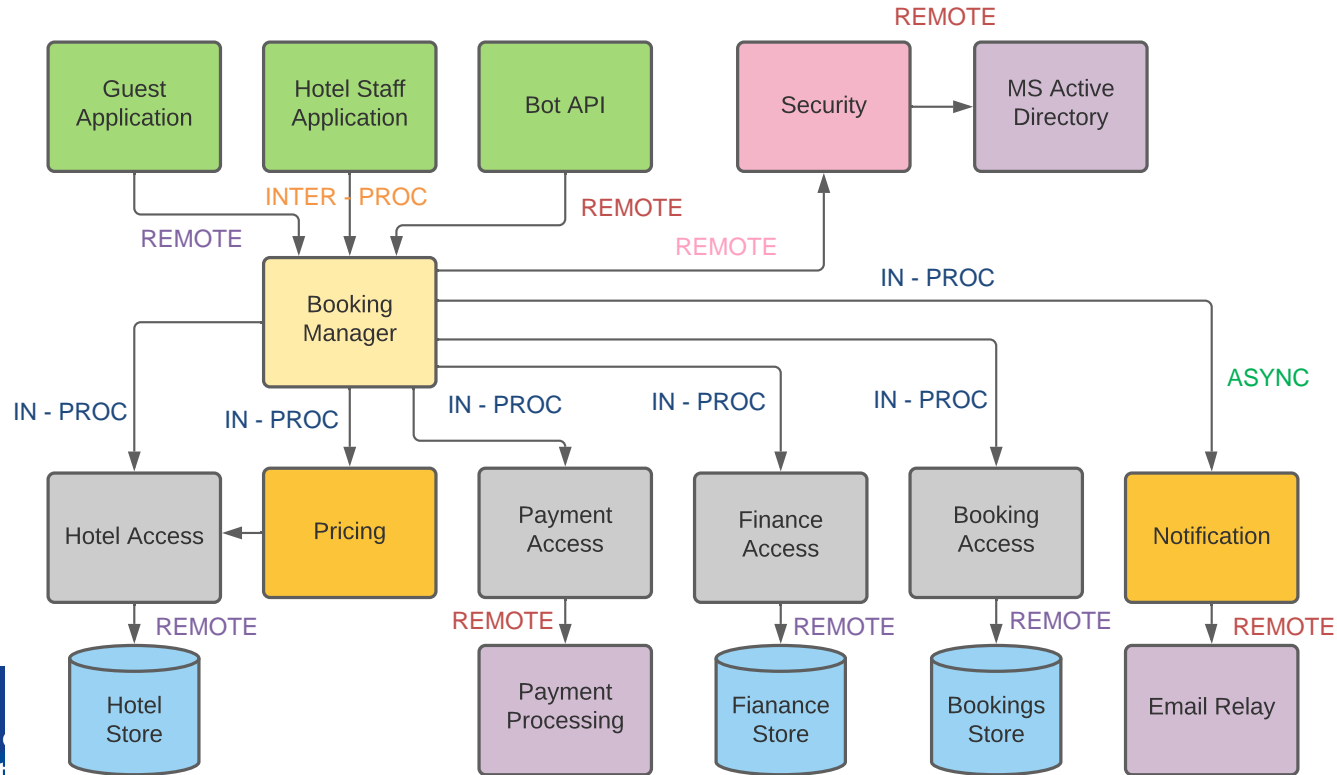 REMOTE
Guest
Application
Hotel Staff
Application
Bot API
Security
MS Active
Directory
INTER - PROC
REMOTE
REMOTE
REMOTE
IN - PROC
Booking
Manager
ASYNC
IN - PROC
IN - PROC
IN - PROC
IN - PROC
IN - PROC
Hotel Access
Pricing
Payment
Access
Finance
Access
Booking
Access
Notification
REMOTE
REMOTE
REMOTE
REMOTE
REMOTE
Hotel
Store
Payment
Processing
Fianance
Store
Bookings
Store
Email Relay